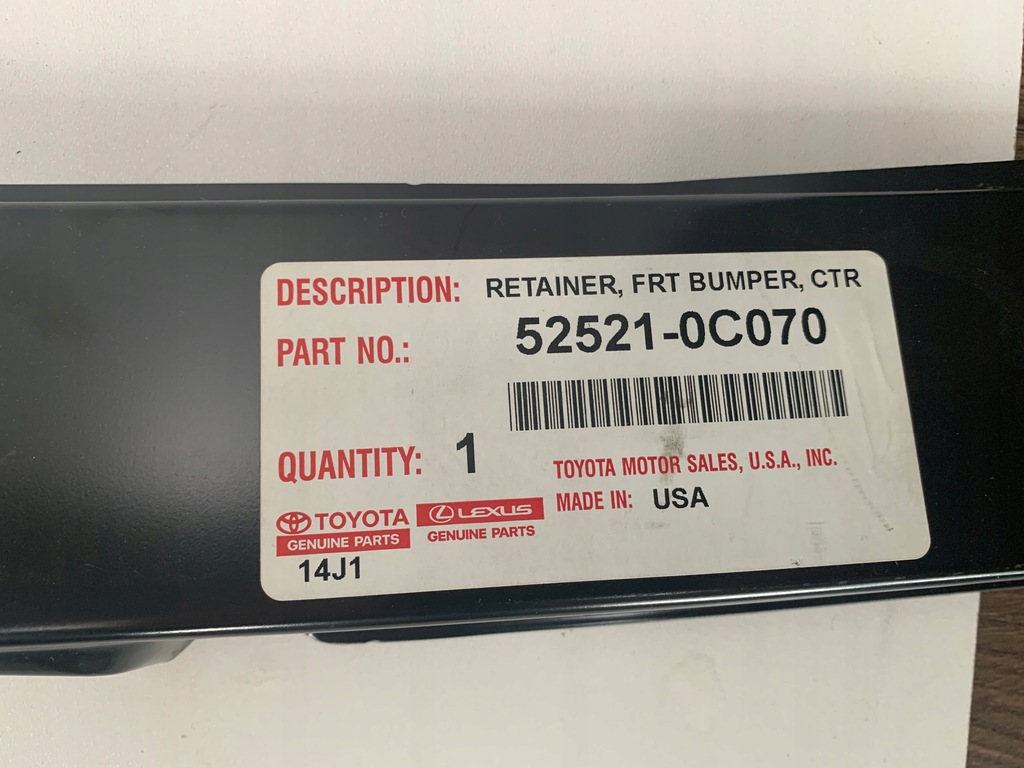 DESCRIPTION: RETAINER, FRT BUMPER, CTR
PART NO.: 52521-0C070
QUANTITY: 1
TOYOTA MOTOR SALES, U.S.A., INC.
MADE IN: USA
TOYOTA
GENUINE PARTS
LEXUS
GENUINE PARTS
14J1